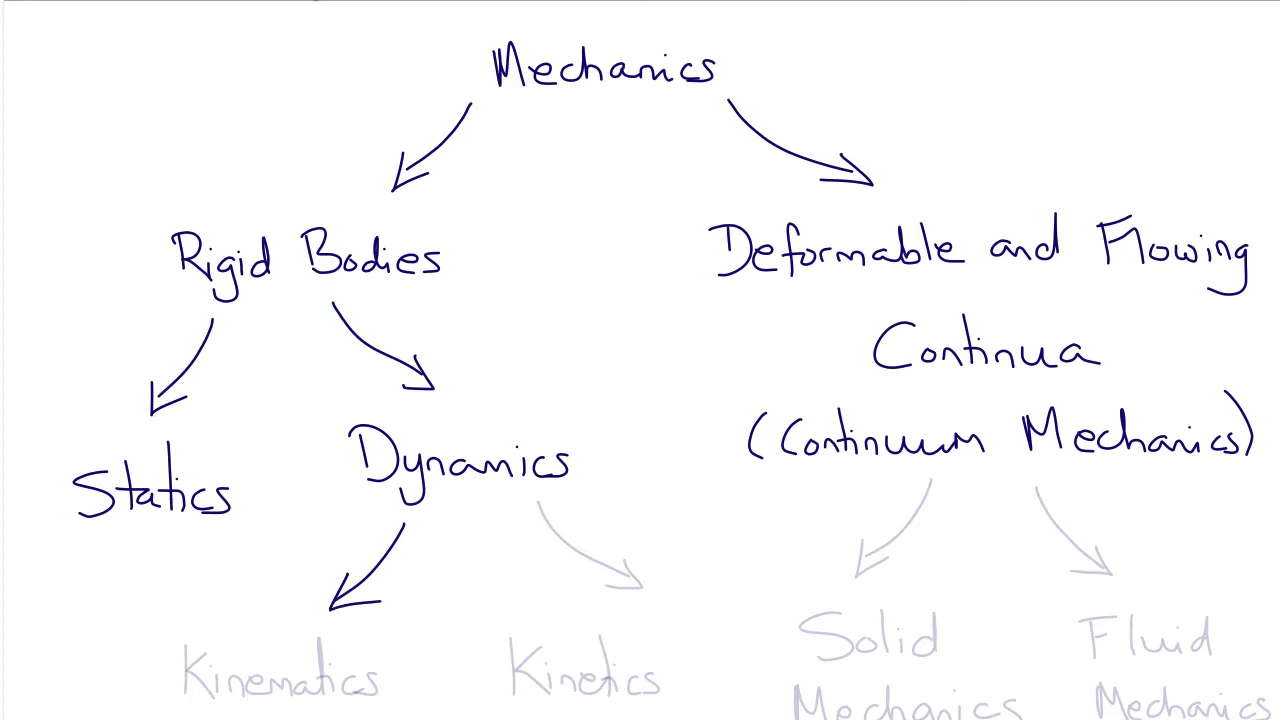 Mechanics
Rigid Bodies
Deformable and Flowing
Continua
(Continuum Mechanics)
Statics
Dynamics
Kinematics
Kinetics
Solid
Mechanics
Fluid
Mechanics